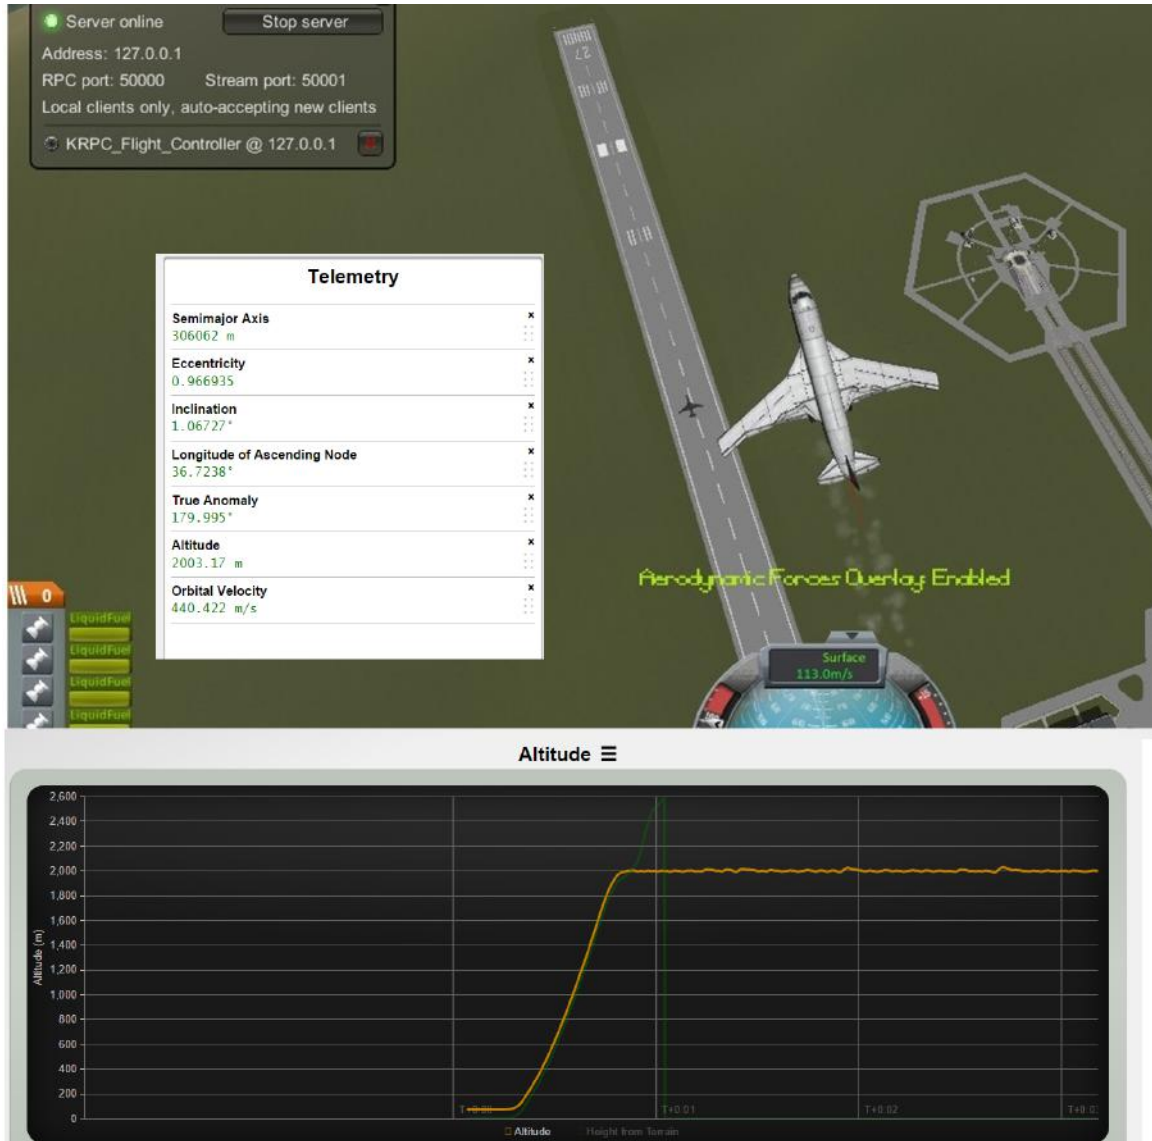 Server online
Stop server
Address: 127.0.0.1
RPC port: 50000 Stream port: 50001
Local clients only, auto-accepting new clients
KRPC_Flight_Controller @ 127.0.0.1
27
Telemetry
Semimajor Axis
306062 m
Eccentricity
0.966935
Inclination
1.06727°
Longitude of Ascending Node
36.7238°
True Anomaly
179.995°
Altitude
2003.17 m
Orbital Velocity
440.422 m/s
Aerodynamic Forces Overlay: Enabled
0
LiquidFuel
LiquidFuel
LiquidFuel
LiquidFuel
Surface
113.0m/s
Altitude
2,600
2,400
2,200
2,000
1,800
1,600
1,400
1,200
1,000
800
600
400
200
0
Altitude (m)
T+0:00
T+0:01
T+0:02
Altitude
Height from Terrain